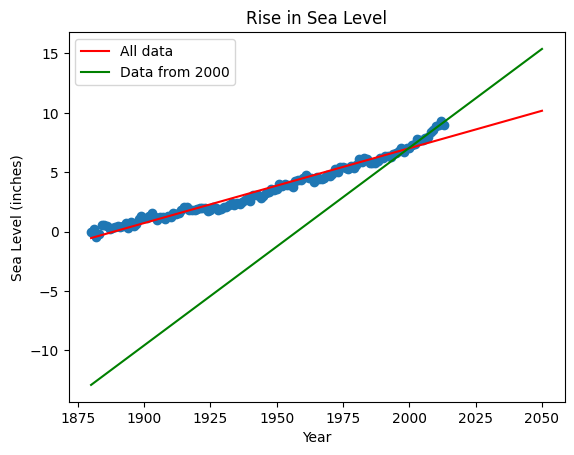 Rise in Sea Level
All data
Data from 2000
Sea Level (inches)
15
10
5
0
−5
−10
1875
1900
1925
1950
1975
2000
2025
2050
Year